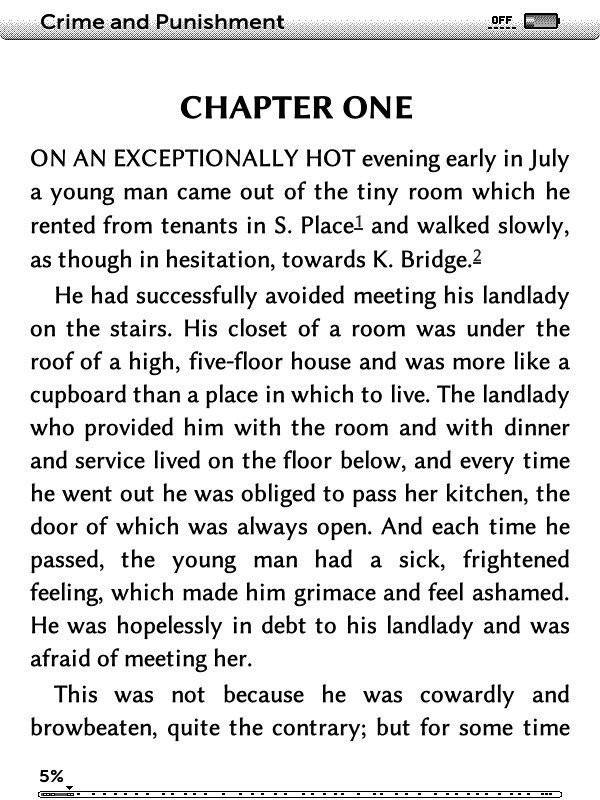 Crime and Punishment OFF
CHAPTER ONE
ON AN EXCEPTIONALLY HOT evening early in July
a young man came out of the tiny room which he
rented from tenants in S. Place1 and walked slowly,
as though in hesitation, towards K. Bridge.2
He had successfully avoided meeting his landlady
on the stairs. His closet of a room was under the
roof of a high, five-floor house and was more like a
cupboard than a place in which to live. The landlady
who provided him with the room and with dinner
and service lived on the floor below, and every time
he went out he was obliged to pass her kitchen, the
door of which was always open. And each time he
passed, the young man had a sick, frightened
feeling, which made him grimace and feel ashamed.
He was hopelessly in debt to his landlady and was
afraid of meeting her.
This was not because he was cowardly and
browbeaten, quite the contrary; but for some time
5%